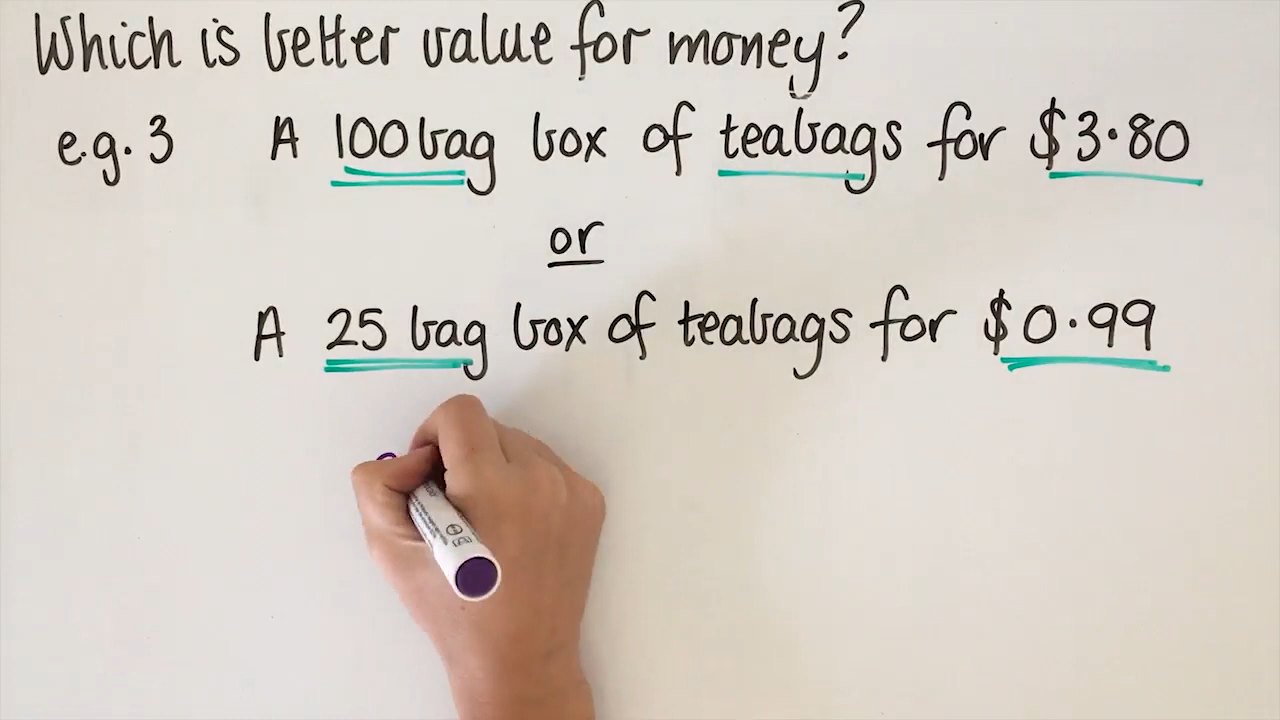 Which is better value for money?
e.g. 3 A 100 bag box of teabags for $3.80
or
A 25 bag box of teabags for $0.99